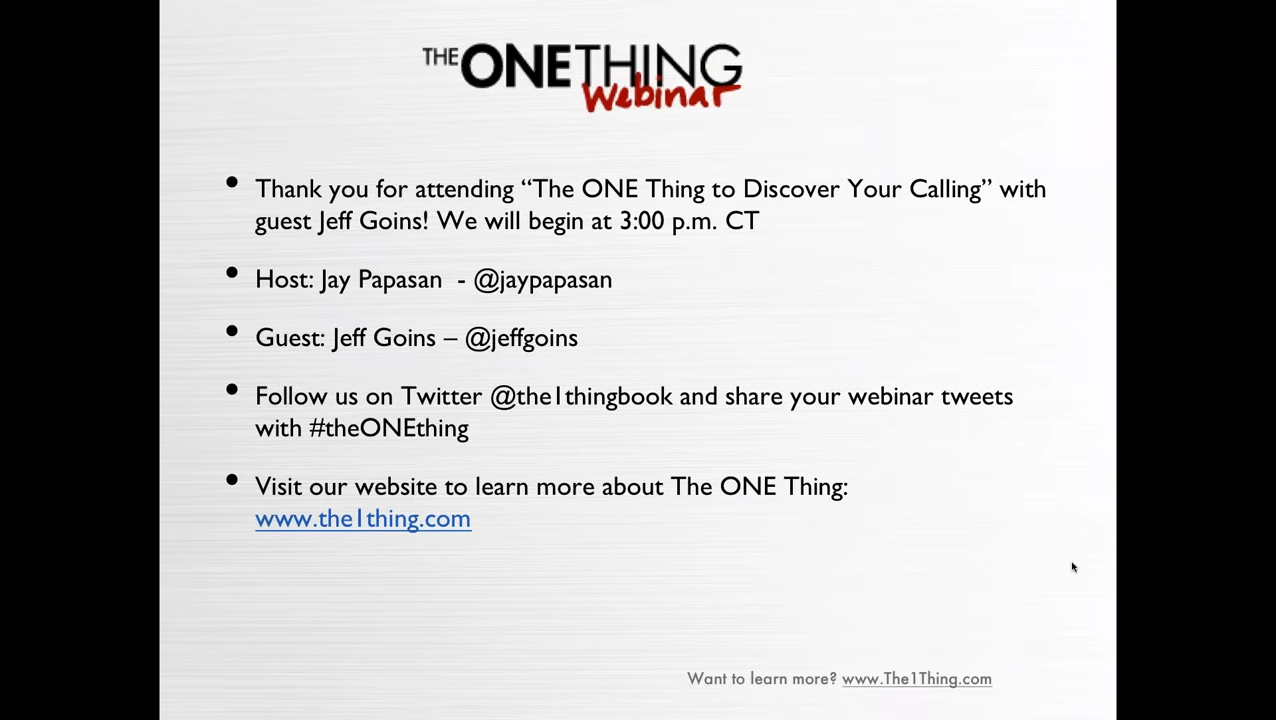 THE ONETHING
Webinar
• Thank you for attending “The ONE Thing to Discover Your Calling” with
guest Jeff Goins! We will begin at 3:00 p.m. CT
• Host: Jay Papasan - @jaypapasan
• Guest: Jeff Goins – @jeffgoins
• Follow us on Twitter @the1thingbook and share your webinar tweets
with #theONEthing
• Visit our website to learn more about The ONE Thing:
www.the1thing.com
Want to learn more? www.The1Thing.com